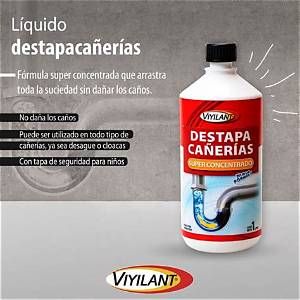 Líquido
destapacañerías
Fórmula super concentrada que arrastra
toda la suciedad sin dañar los caños.
No daña los caños
Puede ser utilizado en todo tipo de
cañerías, ya sea desague o cloacas
Con tapa de seguridad para niños
VIYILANT
DESTAPA
CAÑERÍAS
SUPER CONCENTRADO
1
VIYILANT